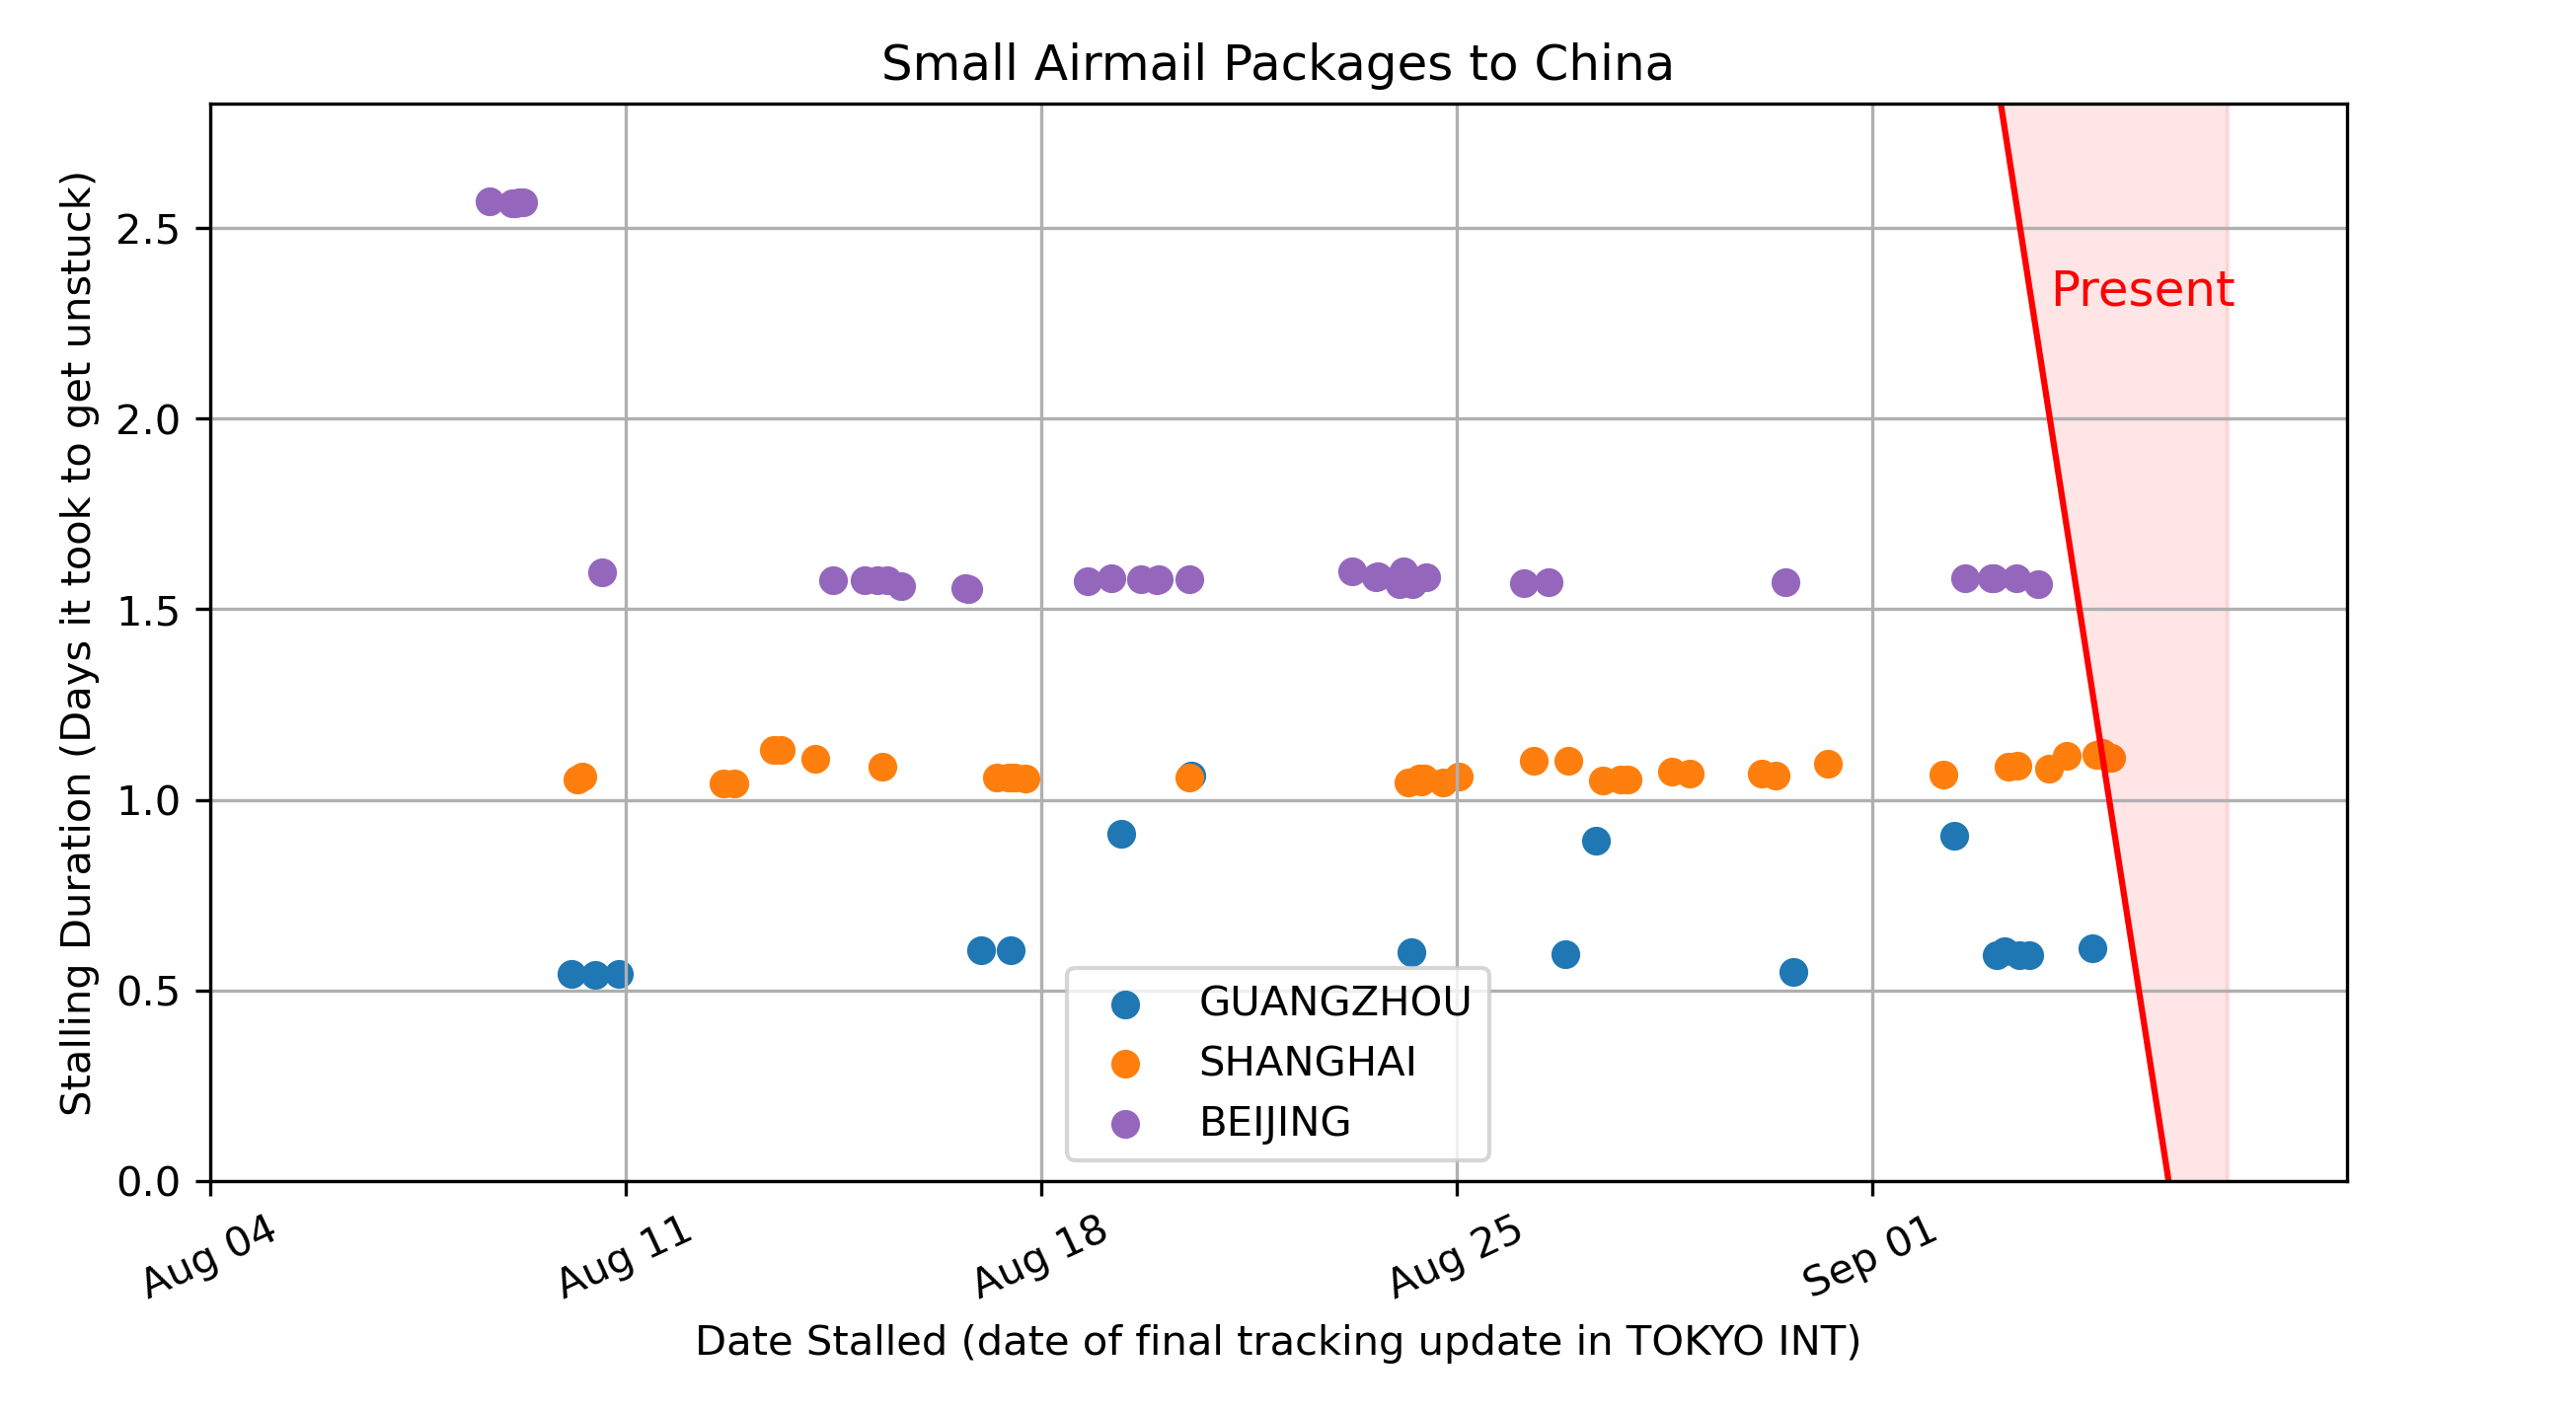 Small Airmail Packages to China
Stalling Duration (Days it took to get unstuck)
2.5
2.0
1.5
1.0
0.5
0.0
Present
GUANGZHOU
SHANGHAI
BEIJING
Aug 04
Aug 11
Aug 18
Aug 25
Sep 01
Date Stalled (date of final tracking update in TOKYO INT)